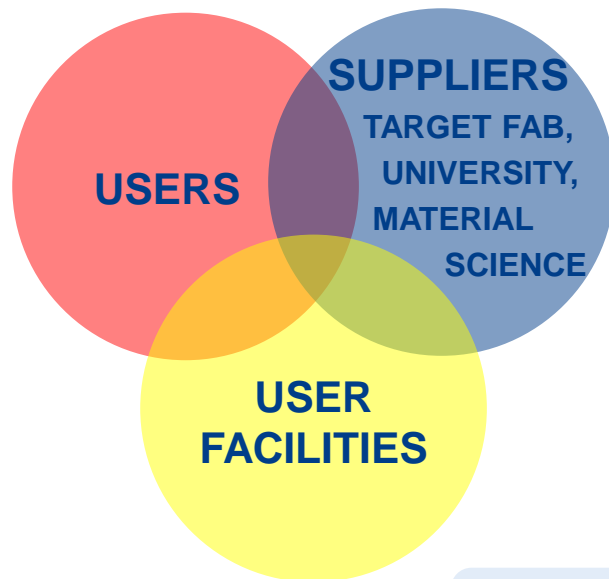 SUPPLIERS
TARGET FAB,
UNIVERSITY,
MATERIAL
SCIENCE
USERS
USER
FACILITIES